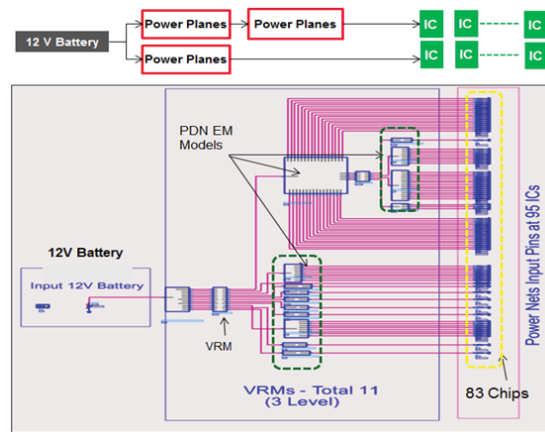 Power Planes
Power Planes
IC
IC
IC
12 V Battery
Power Planes
IC
IC
IC
PDN EM
Models
12V Battery
Input 12V Battery
VRM
Power Nets Input Pins at 95 ICs
VRMs - Total 11
(3 Level)
83 Chips